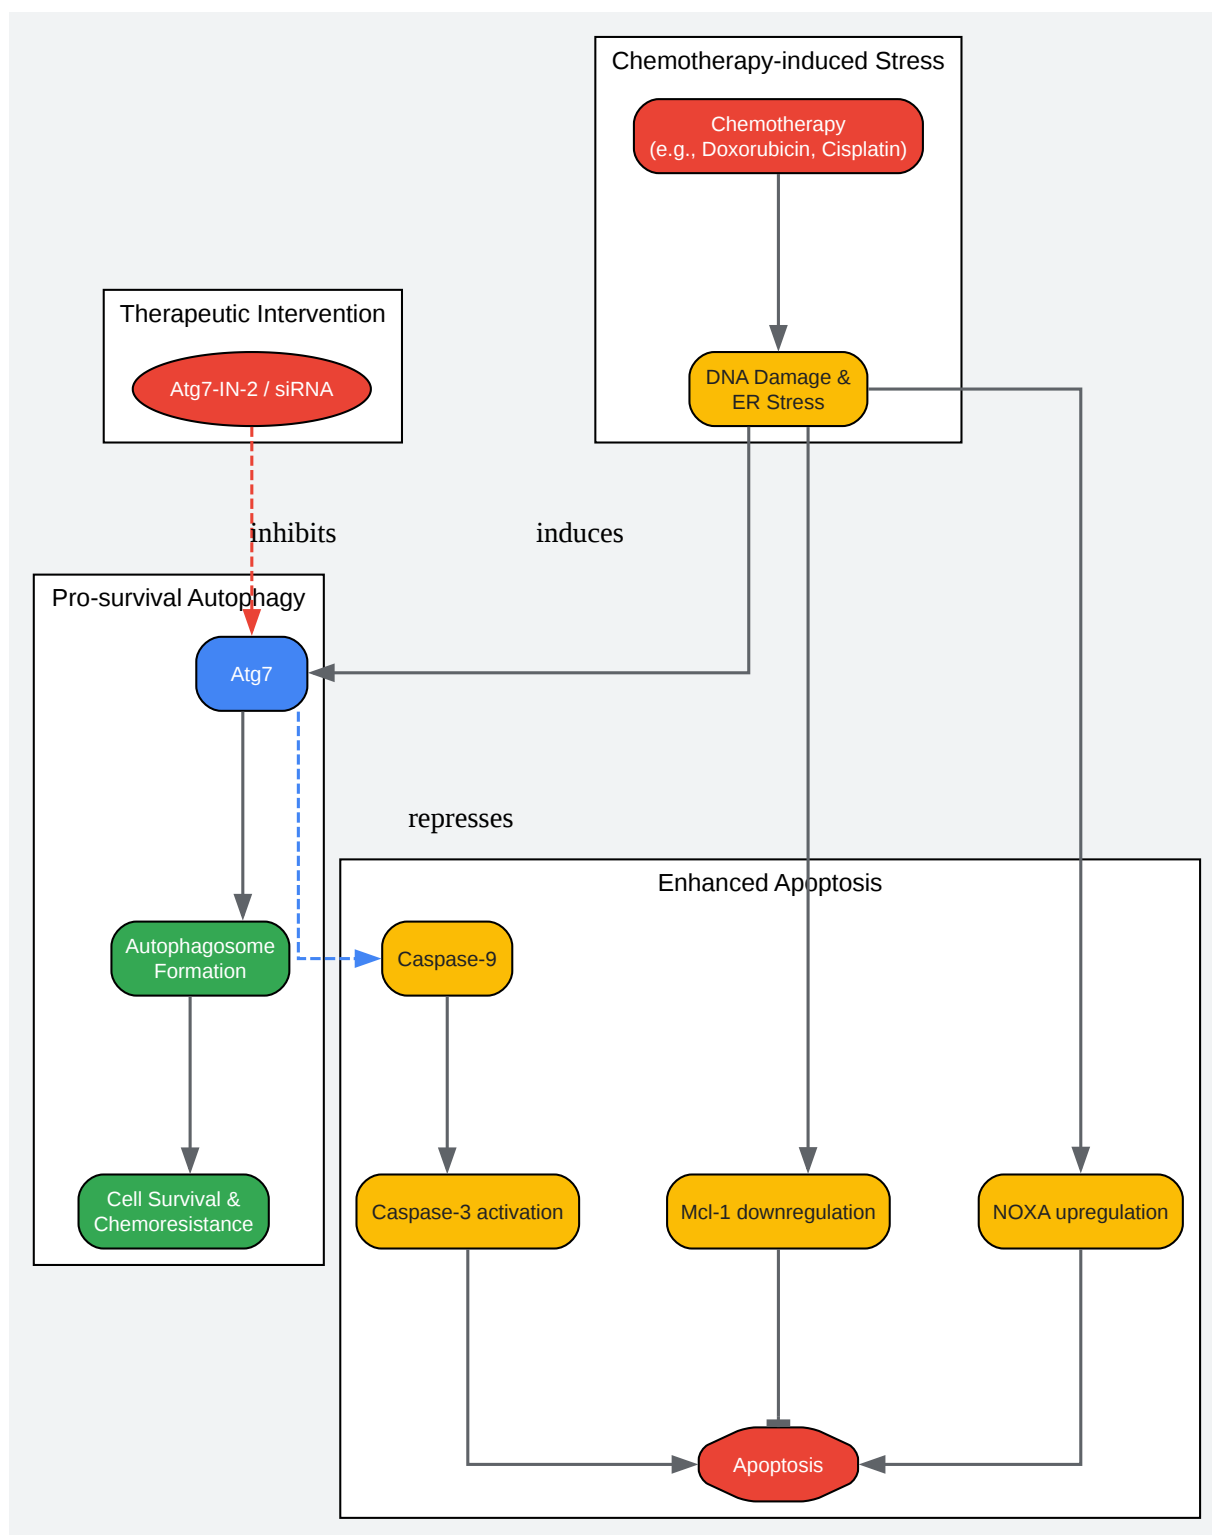 Chemotherapy-induced Stress
Chemotherapy
(e.g., Doxorubicin, Cisplatin)
Therapeutic Intervention
Atg7-IN-2 / siRNA
DNA Damage &
ER Stress
inhibits
induces
Pro-survival Autophagy
Atg7
represses
Enhanced Apoptosis
Autophagosome
Formation
Caspase-9
Cell Survival &
Chemoresistance
Caspase-3 activation
Mcl-1 downregulation
NOXA upregulation
Apoptosis